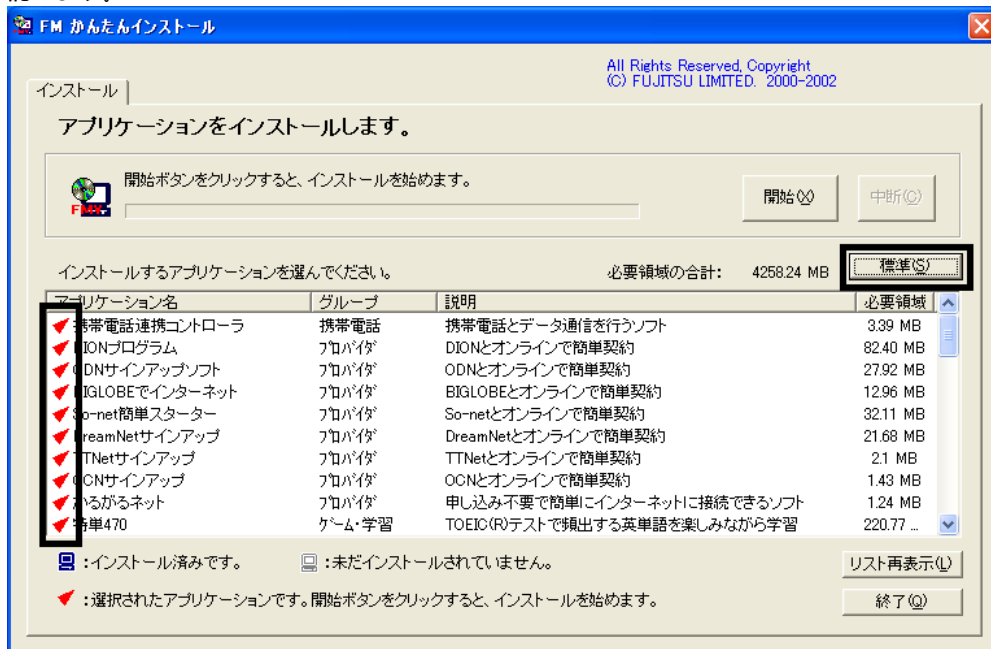 FM かんたんインストール
All Rights Reserved, Copyright
(C) FUJITSU LIMITED. 2000-2002
インストール
アプリケーションをインストールします。
開始ボタンをクリックすると、インストールを始めます。
FMV-
開始(X)
中断(C)
インストールするアプリケーションを選んでください。
必要領域の合計: 4258.24 MB
標準(S)
アプリケーション名 グループ 説明 必要領域
携帯電話連携コントローラ 携帯電話 携帯電話とデータ通信を行うソフト 3.39 MB
DIONプログラム プロバイダ DIONとオンラインで簡単契約 82.40 MB
ODNサインアップソフト プロバイダ ODNとオンラインで簡単契約 27.92 MB
BIGLOBEでインターネット プロバイダ BIGLOBEとオンラインで簡単契約 12.96 MB
So-net簡単スターター プロバイダ So-netとオンラインで簡単契約 32.11 MB
DreamNetサインアップ プロバイダ DreamNetとオンラインで簡単契約 21.68 MB
TTNetサインアップ プロバイダ TTNetとオンラインで簡単契約 2.1 MB
OCNサインアップ プロバイダ OCNとオンラインで簡単契約 1.43 MB
かるがるネット プロバイダ 申し込み不要で簡単にインターネットに接続できるソフト 1.24 MB
特単470 ゲーム・学習 TOEIC(R)テストで頻出する英単語を楽しみながら学習 220.77 ...
:インストール済みです。 :未だインストールされていません。
リスト再表示(L)
:選択されたアプリケーションです。開始ボタンをクリックすると、インストールを始めます。
終了(Q)